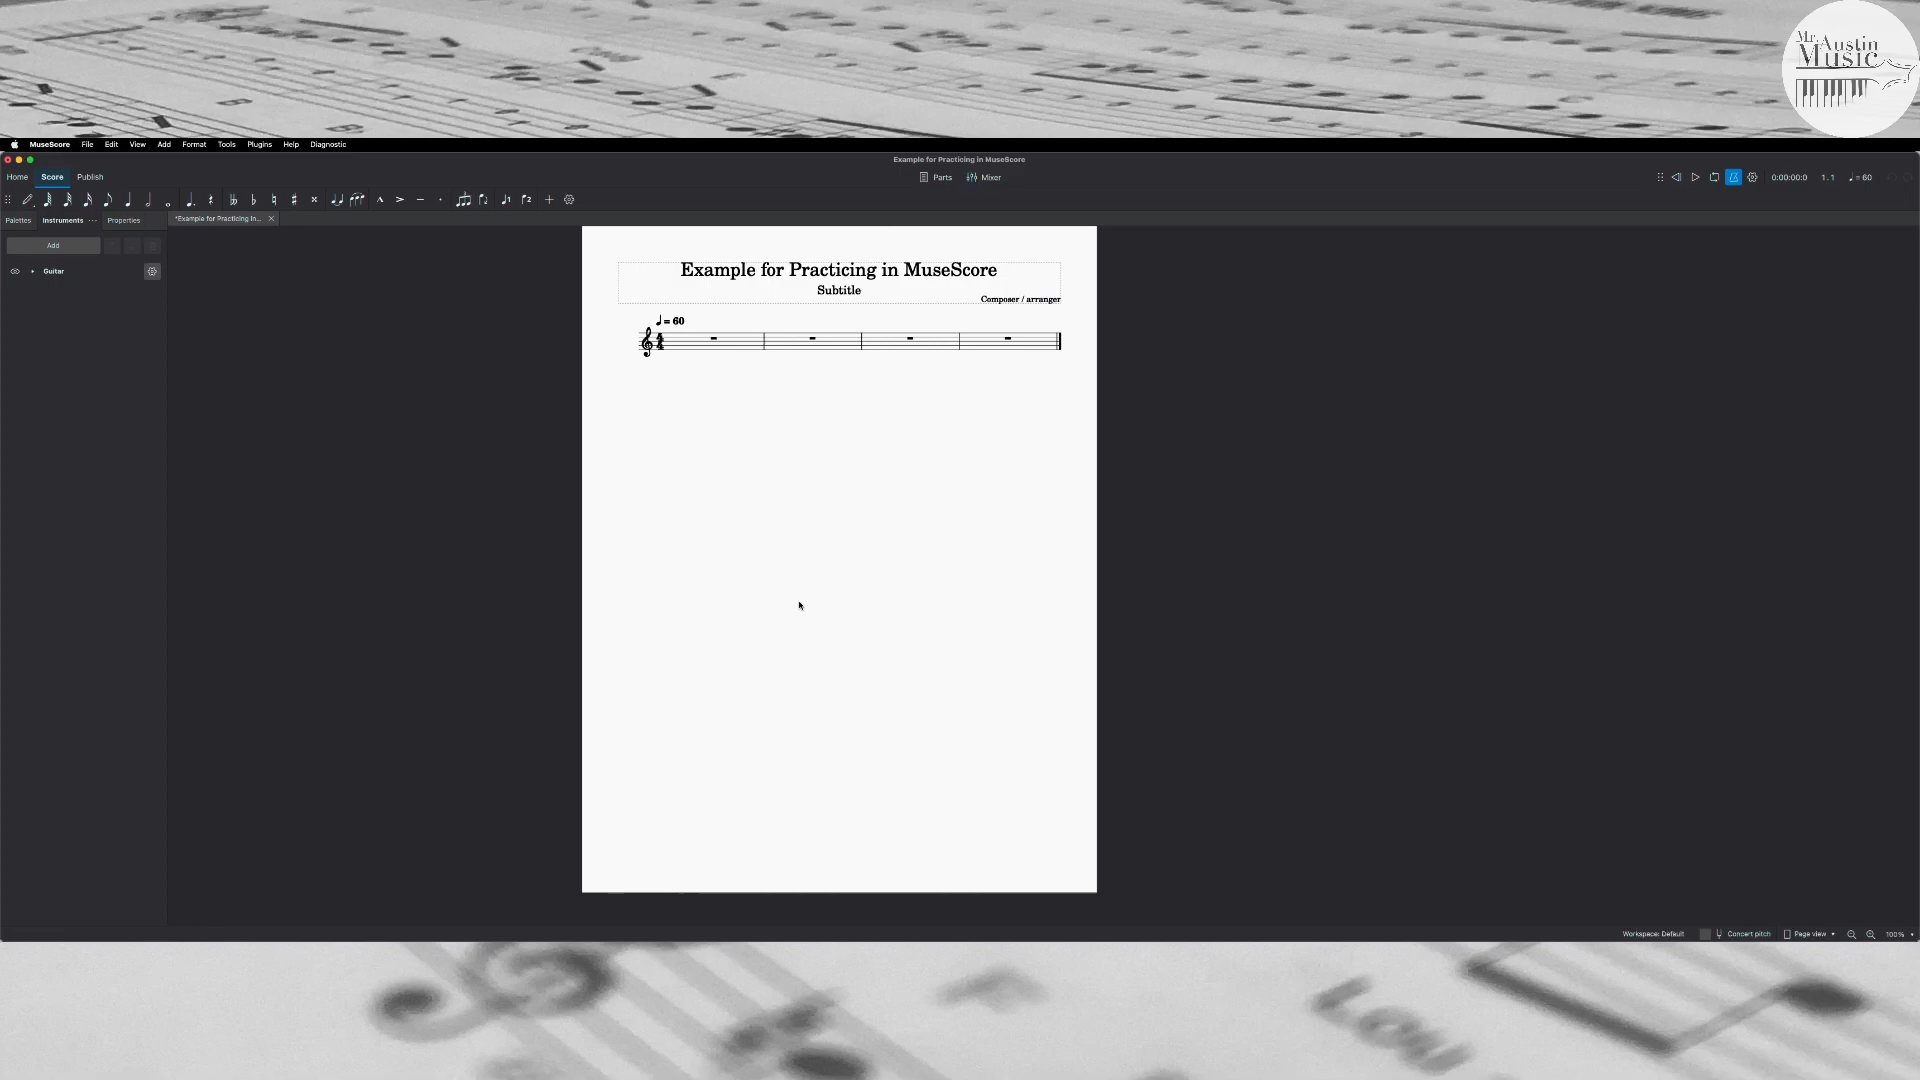 Mr. Austin
Music
MuseScore File Edit View Add Format Tools Plugins Help Diagnostic
Example for Practicing in MuseScore
Home Score Publish
Parts Mixer
0:00:00:0 1.1 = 60
Palettes Instruments ··· Properties
*Example for Practicing in...
Add
Guitar
Example for Practicing in MuseScore
Subtitle
Composer / arranger
= 60
Workspace: Default Concert pitch Page view 100%